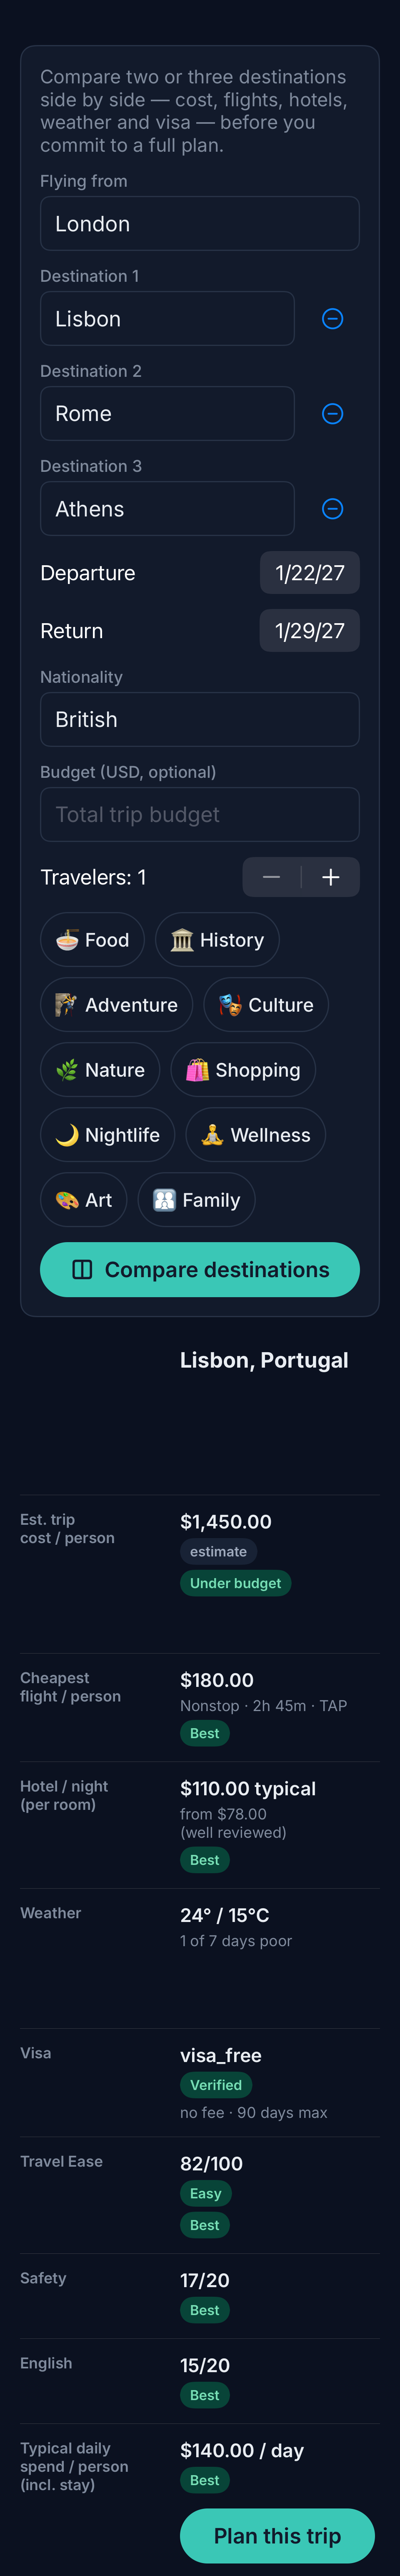 Compare two or three destinations
side by side — cost, flights, hotels,
weather and visa — before you
commit to a full plan.
Flying from
London
Destination 1
Lisbon
Destination 2
Rome
Destination 3
Athens
Departure
1/22/27
Return
1/29/27
Nationality
British
Budget (USD, optional)
Total trip budget
Travelers: 1
Food
History
Adventure
Culture
Nature
Shopping
Nightlife
Wellness
Art
Family
Compare destinations
Lisbon, Portugal
Est. trip
cost / person
$1,450.00
estimate
Under budget
Cheapest
flight / person
$180.00
Nonstop · 2h 45m · TAP
Best
Hotel / night
(per room)
$110.00 typical
from $78.00
(well reviewed)
Best
Weather
24° / 15°C
1 of 7 days poor
Visa
visa_free
Verified
no fee · 90 days max
Travel Ease
82/100
Easy
Best
Safety
17/20
Best
English
15/20
Best
Typical daily
spend / person
(incl. stay)
$140.00 / day
Best
Plan this trip